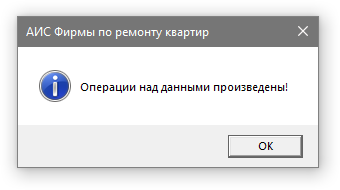 АИС Фирмы по ремонту квартир
Операции над данными произведены!
ОК